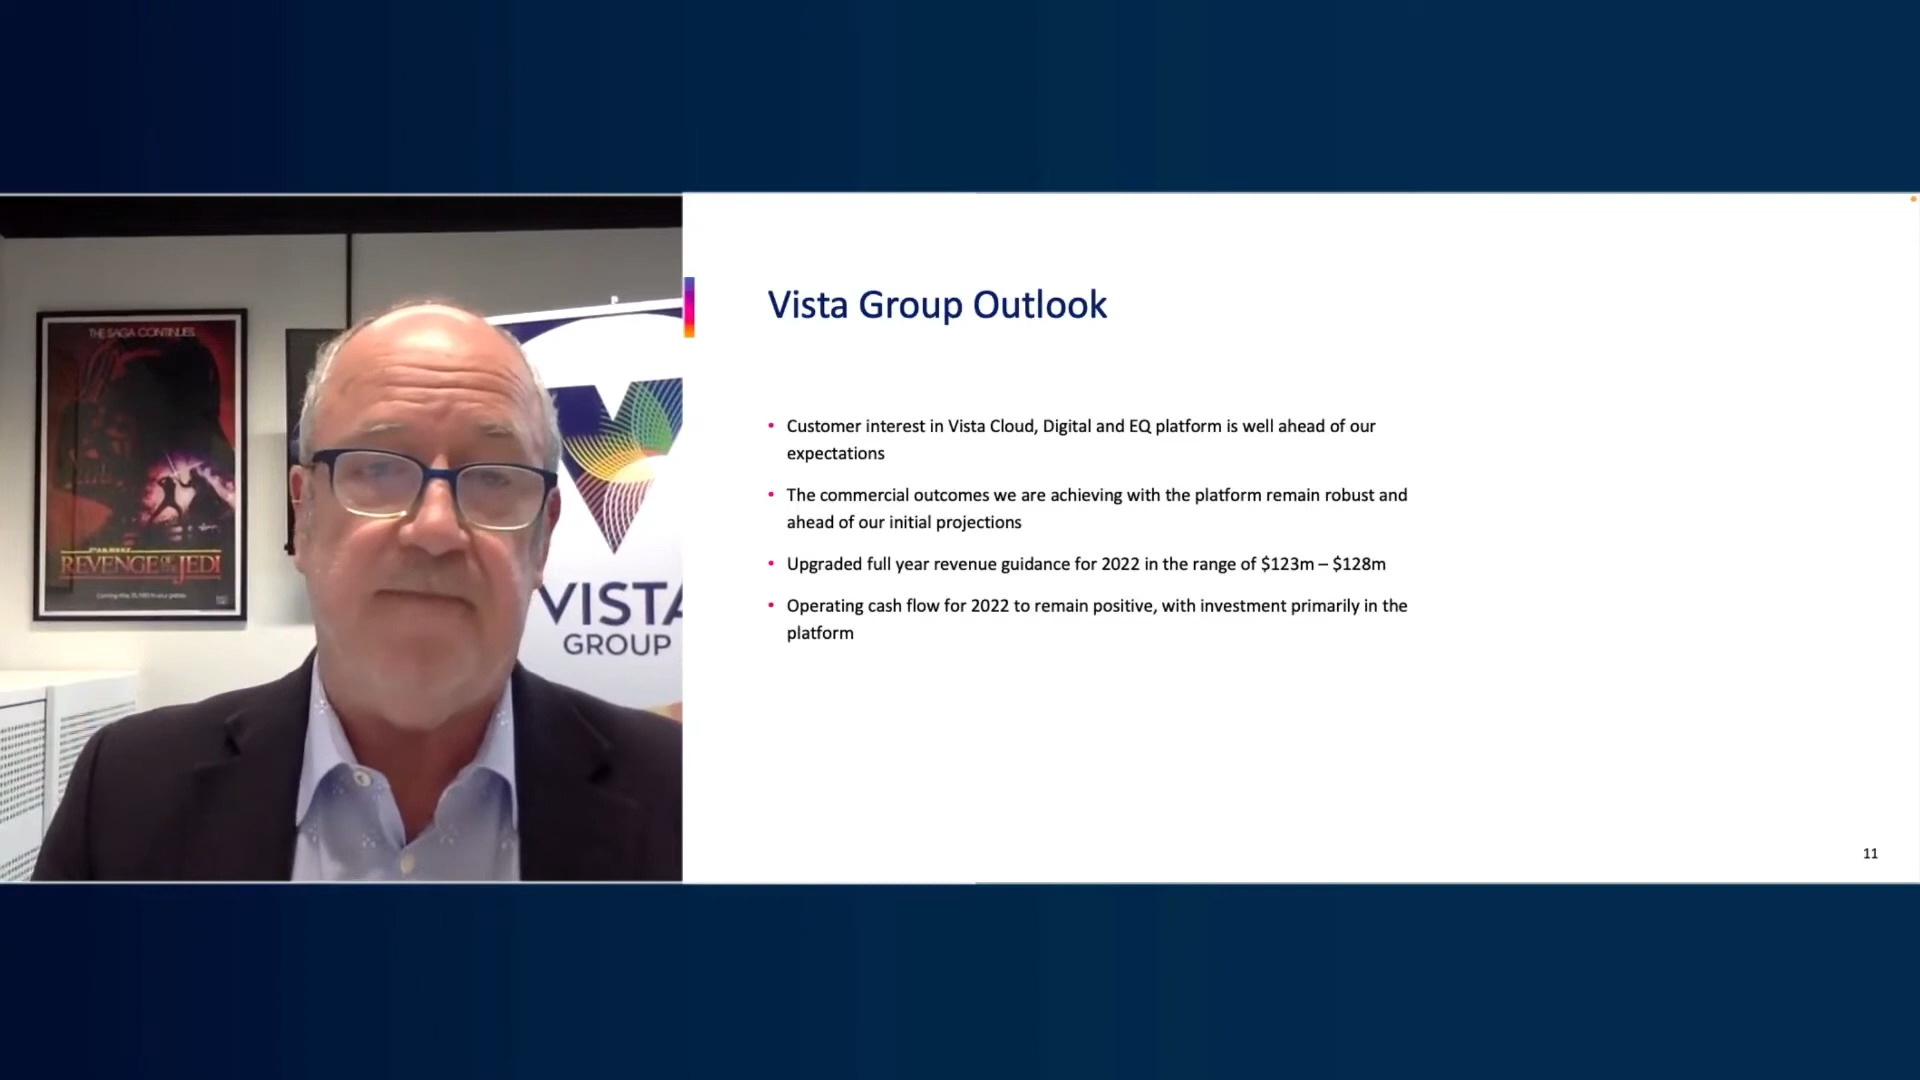 THE SAGA CONTINUES
REVENGE OF THE JEDI
VISTA
GROUP
Vista Group Outlook
• Customer interest in Vista Cloud, Digital and EQ platform is well ahead of our
expectations
• The commercial outcomes we are achieving with the platform remain robust and
ahead of our initial projections
• Upgraded full year revenue guidance for 2022 in the range of $123m – $128m
• Operating cash flow for 2022 to remain positive, with investment primarily in the
platform
11